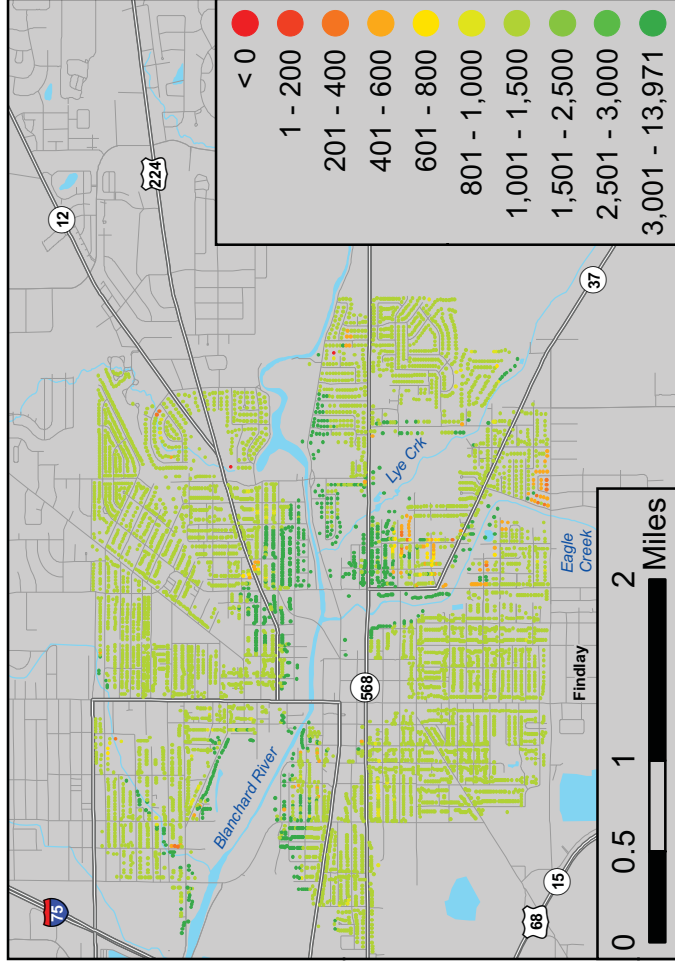 < 0
1 - 200
201 - 400
401 - 600
601 - 800
801 - 1,000
1,001 - 1,500
1,501 - 2,500
2,501 - 3,000
3,001 - 13,971
12
224
75
37
Lye Crk
Blanchard River
568
Eagle
Creek
Findlay
15
68
0 0.5 1 2 Miles